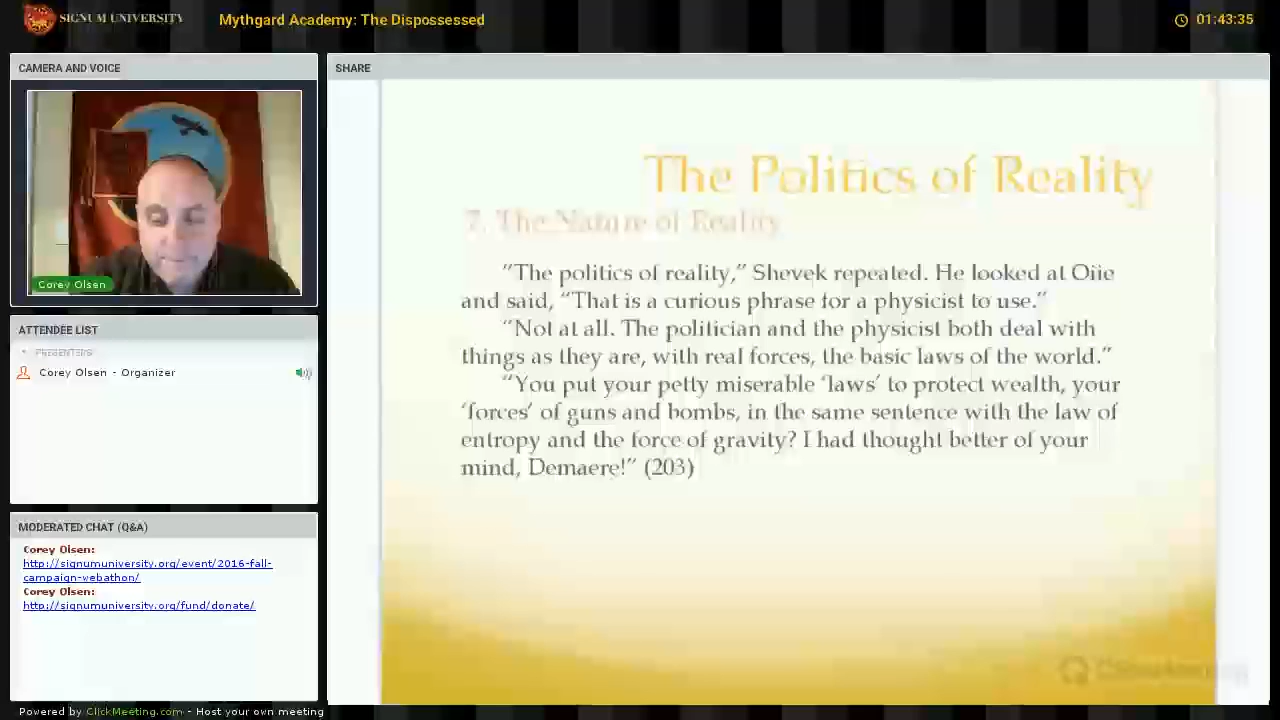 SIGNUM UNIVERSITY
Mythgard Academy: The Dispossessed
01:43:35
CAMERA AND VOICE
Corey Olsen
ATTENDEE LIST
PRESENTERS
Corey Olsen - Organizer
MODERATED CHAT (Q&A)
Corey Olsen:
http://signumuniversity.org/event/2016-fall-
campaign-webathon/
Corey Olsen:
http://signumuniversity.org/fund/donate/
SHARE
The Politics of Reality
7. The Nature of Reality
“The politics of reality,” Shevek repeated. He looked at Oiie
and said, “That is a curious phrase for a physicist to use.”
“Not at all. The politician and the physicist both deal with
things as they are, with real forces, the basic laws of the world.”
“You put your petty miserable ‘laws’ to protect wealth, your
‘forces’ of guns and bombs, in the same sentence with the law of
entropy and the force of gravity? I had thought better of your
mind, Demaere!” (203)
ClickMeeting
Powered by ClickMeeting.com - Host your own meeting